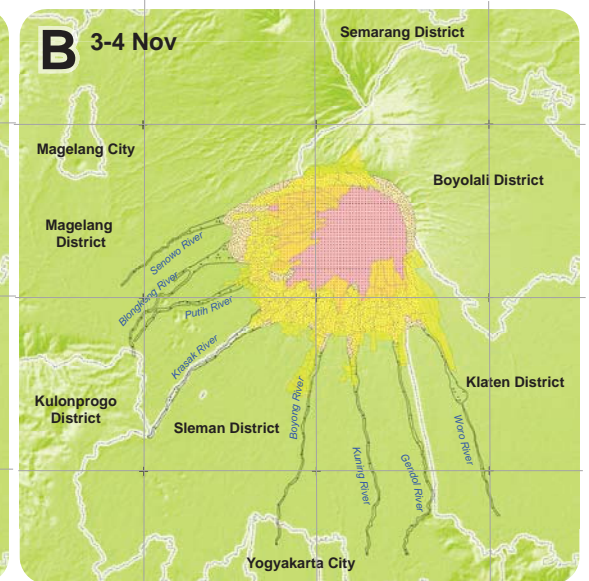 B 3-4 Nov
Semarang District
Magelang City
Boyolali District
Magelang
District
Senowo River
Blongkeng River
Putih River
Krasak River
Klaten District
Kulonprogo
District
Sleman District
Boyong River
Kuning River
Gendol River
Woro River
Yogyakarta City